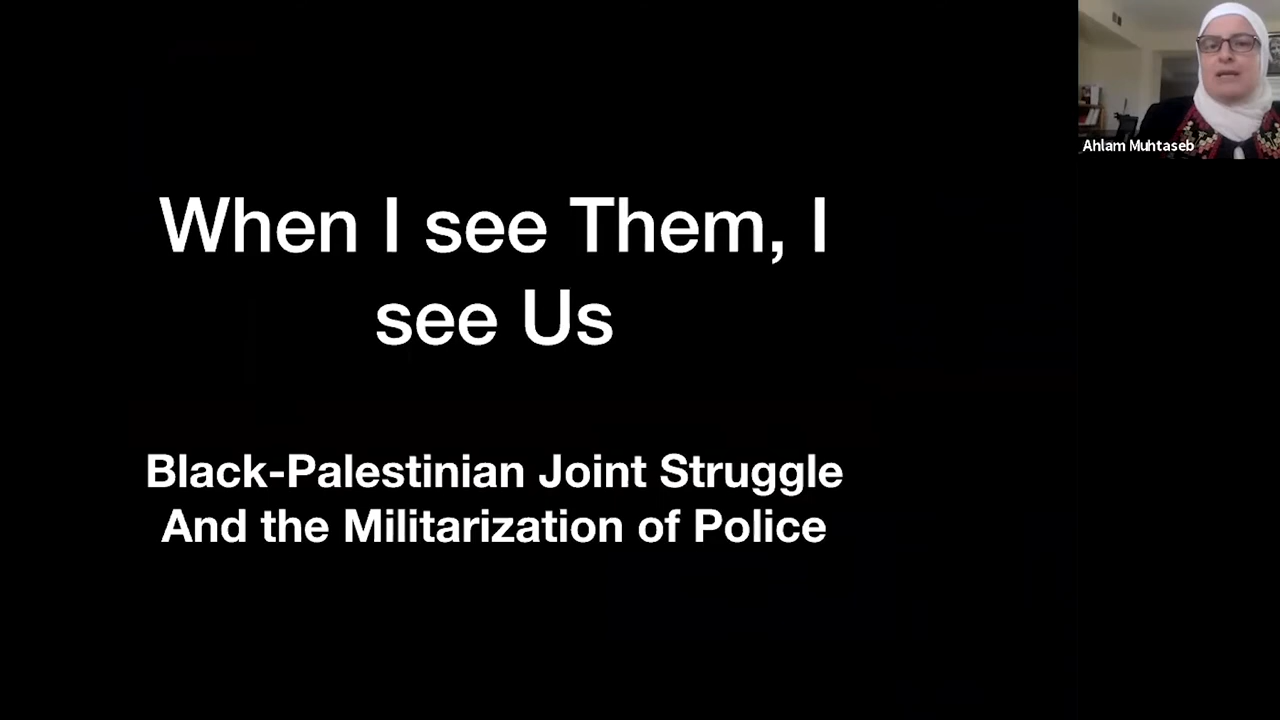 When I see Them, I
see Us
Black-Palestinian Joint Struggle
And the Militarization of Police
Ahlam Muhtaseb